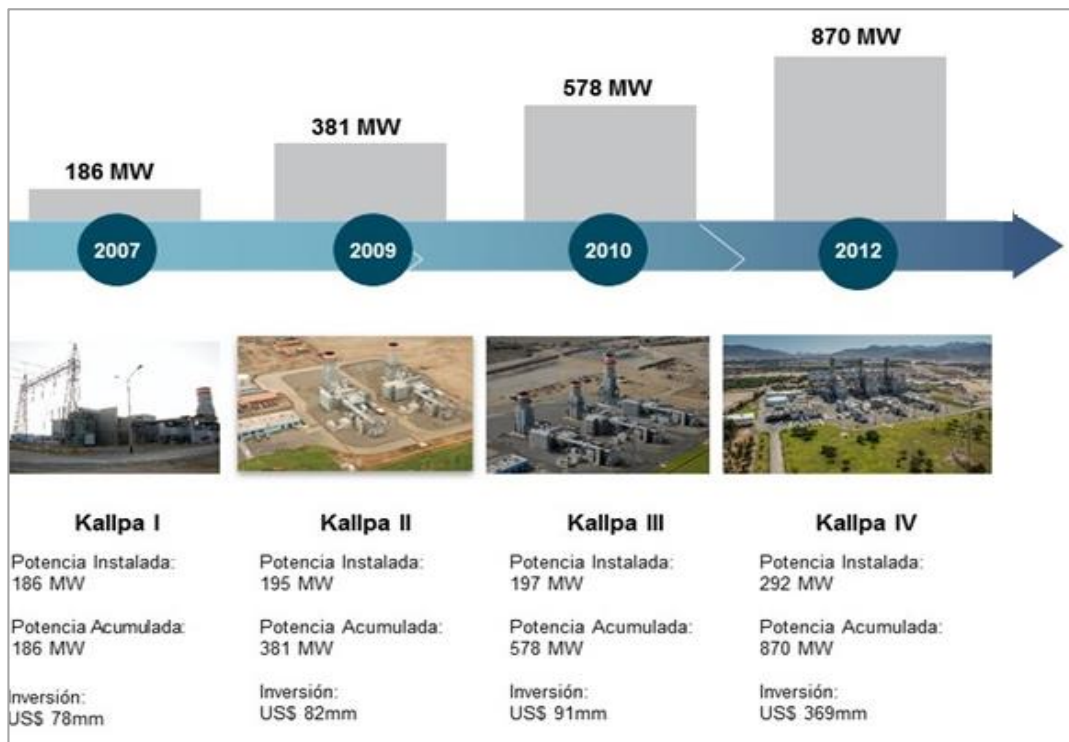 870 MW
578 MW
381 MW
186 MW
2007
2009
2010
2012
Kallpa I
Kallpa II
Kallpa III
Kallpa IV
Potencia Instalada:
186 MW
Potencia Instalada:
195 MW
Potencia Instalada:
197 MW
Potencia Instalada:
292 MW
Potencia Acumulada:
186 MW
Potencia Acumulada:
381 MW
Potencia Acumulada:
578 MW
Potencia Acumulada:
870 MW
Inversión:
US$ 78mm
Inversión:
US$ 82mm
Inversión:
US$ 91mm
Inversión:
US$ 369mm